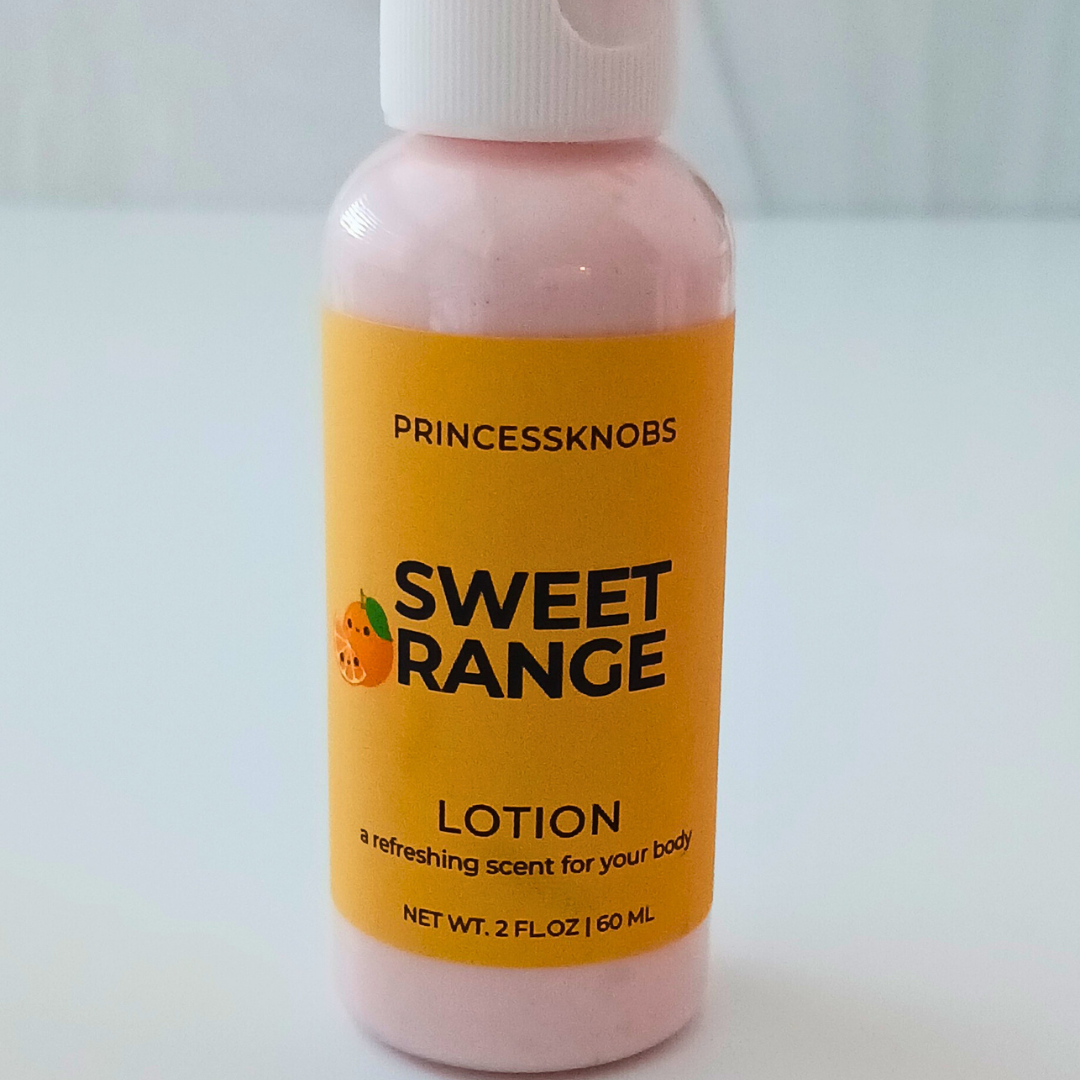 PRINCESSKNOBS
SWEET
RANGE
LOTION
a refreshing scent for your body
NET WT. 2 FL.OZ | 60 ML